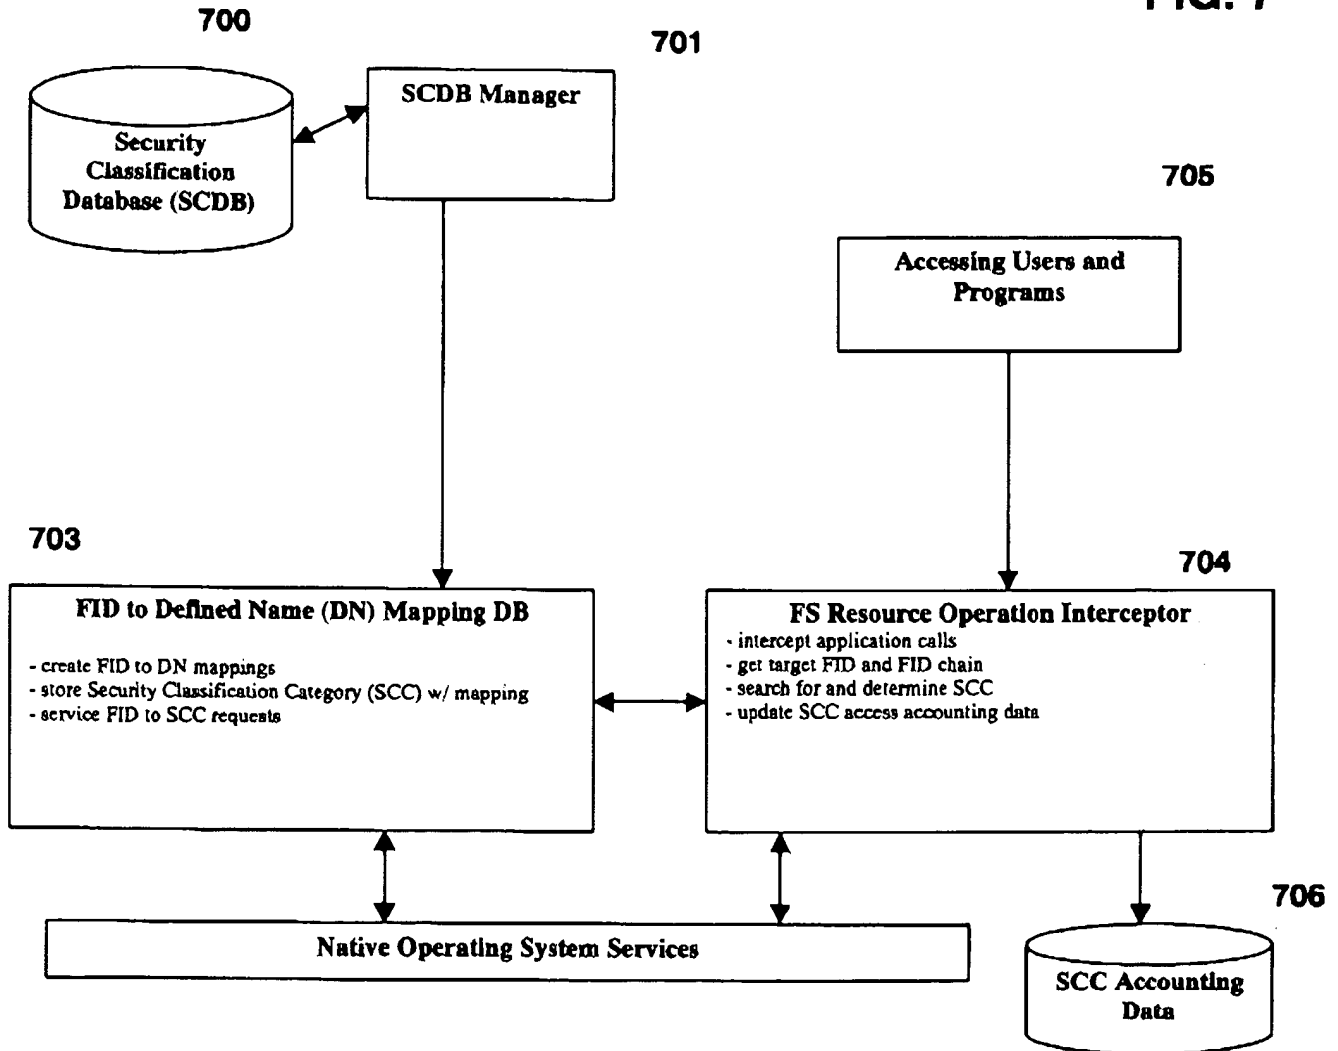 FIG. 7
700
701
SCDB Manager
Security
Classification
Database (SCDB)
705
Accessing Users and
Programs
703
704
FID to Defined Name (DN) Mapping DB
- create FID to DN mappings
- store Security Classification Category (SCC) w/ mapping
- service FID to SCC requests
FS Resource Operation Interceptor
- intercept application calls
- get target FID and FID chain
- search for and determine SCC
- update SCC access accounting data
706
Native Operating System Services
SCC Accounting
Data